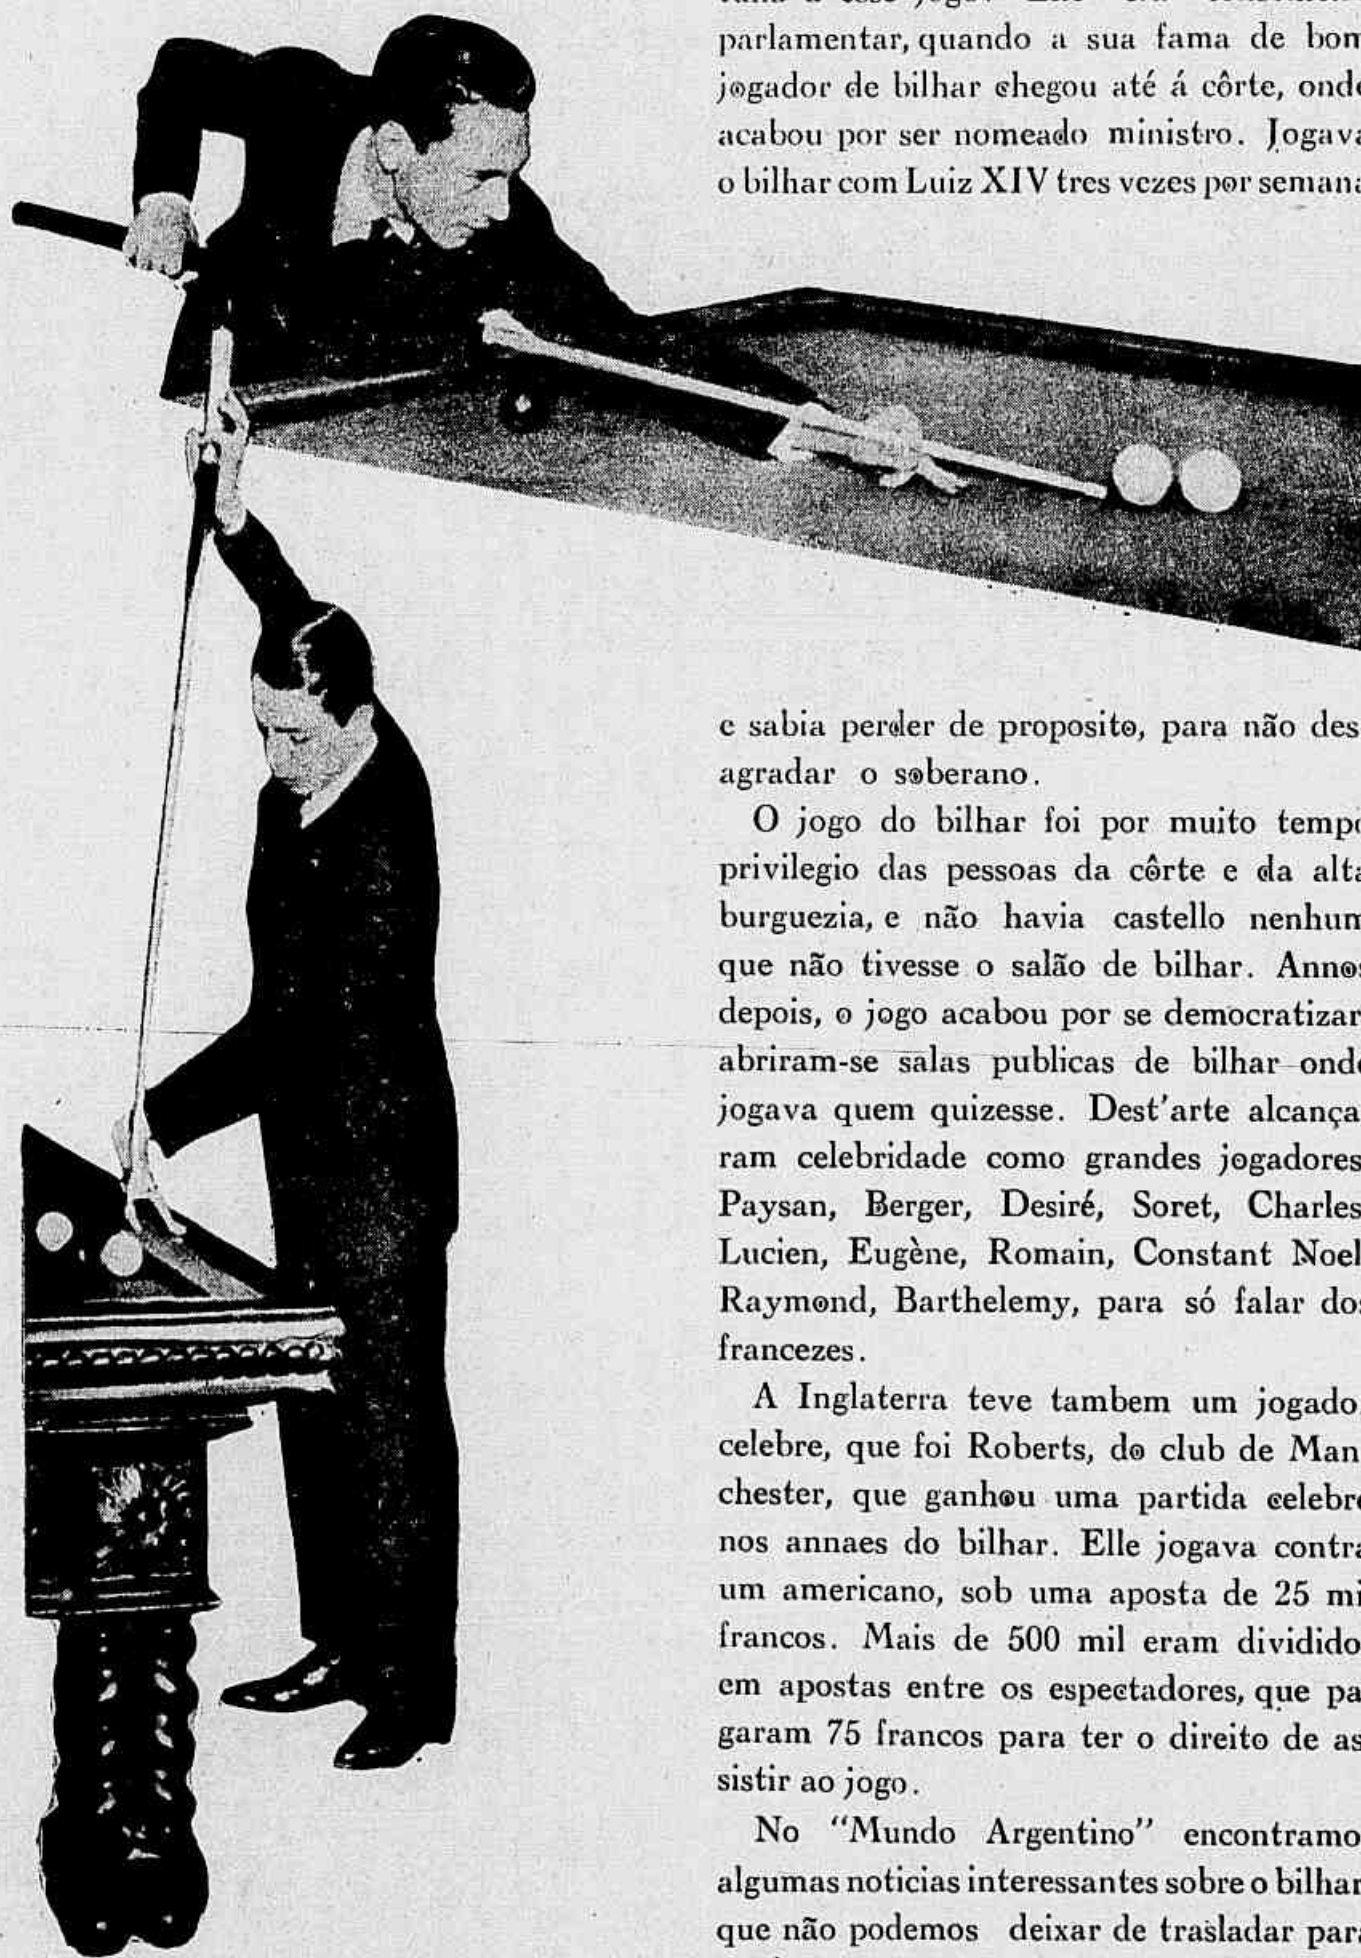 parlamentar, quando a sua fama de bom
jogador de bilhar chegou até á côrte, onde
acabou por ser nomeado ministro. Jogava
o bilhar com Luiz XIV tres vezes por semana
e sabia perder de proposito, para não des
agradar o soberano.
O jogo do bilhar foi por muito tempo
privilegio das pessoas da côrte e da alta
burguezia, e não havia castello nenhum
que não tivesse o salão de bilhar. Annos
depois, o jogo acabou por se democratizar
abriram-se salas publicas de bilhar onde
jogava quem quizesse. Dest'arte alcança
ram celebridade como grandes jogadores
Paysan, Berger, Desiré, Soret, Charles
Lucien, Eugène, Romain, Constant Noel
Raymond, Barthelemy, para só falar dos
francezes.
A Inglaterra teve tambem um jogado
celebre, que foi Roberts, do club de Man
chester, que ganhou uma partida celebre
nos annaes do bilhar. Elle jogava contra
um americano, sob uma aposta de 25 mi
francos. Mais de 500 mil eram dividido
em apostas entre os espectadores, que pa
garam 75 francos para ter o direito de as
sistir ao jogo.
No "Mundo Argentino" encontramo
algumas noticias interessantes sobre o bilhar
que não podemos deixar de trasladar para